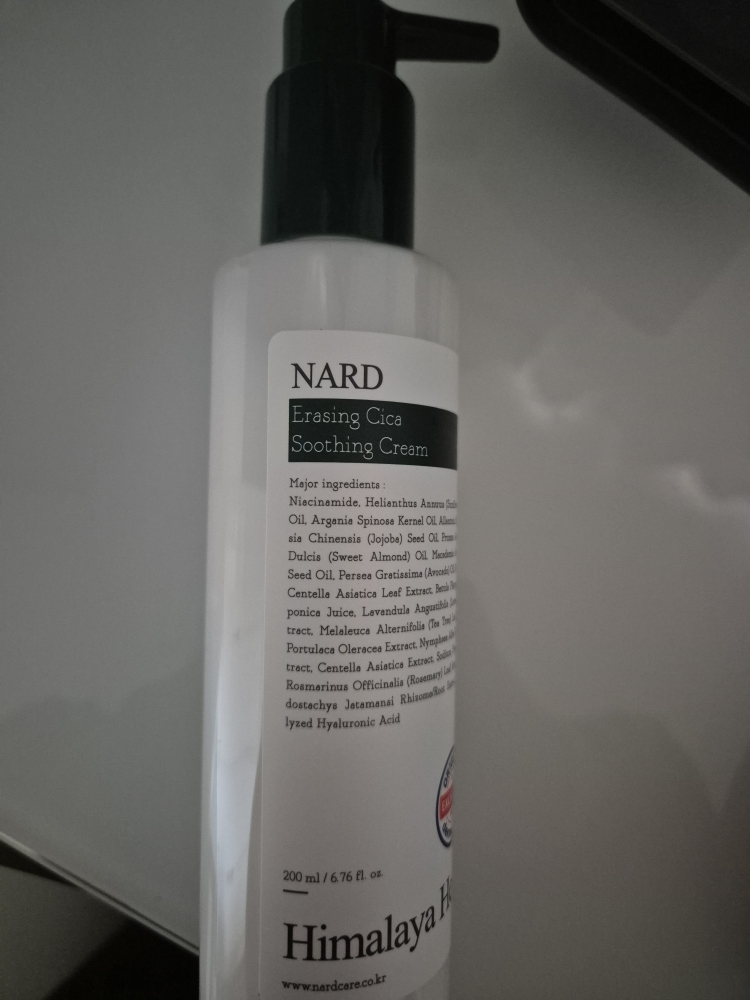 NARD
Erasing Cica
Soothing Cream
Major ingredients :
Niacinamide, Helianthus Annuus
Oil, Argania Spinosa Kernel Oil,
sia Chinensis (Jojoba) Seed Oil,
Dulcis (Sweet Almond) Oil,
Seed Oil, Persea Gratissima (Avocado)
Centella Asiatica Leaf Extract,
ponica Juice, Lavandula Angustifolia
tract, Melaleuca Alternifolia (Tea Tree)
Portulaca Oleracea Extract,
tract, Centella Asiatica Extract,
Rosmarinus Officinalis (Rosemary)
dostachys Jatamansi Rhizome/Root
lyzed Hyaluronic Acid
200 ml / 6.76 fl. oz.
Himalaya
www.nardcare.co.kr